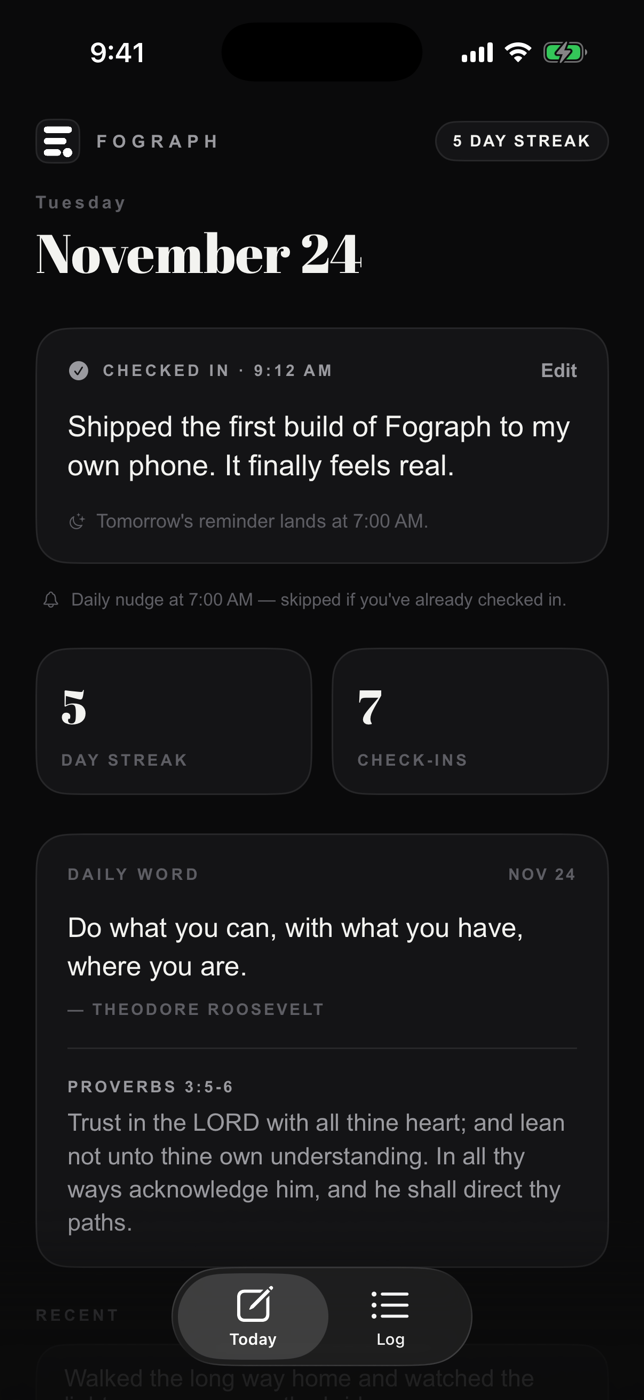 9:41
FOGRAPH
5 DAY STREAK
Tuesday
November 24
CHECKED IN · 9:12 AM
Edit
Shipped the first build of Fograph to my
own phone. It finally feels real.
Tomorrow's reminder lands at 7:00 AM.
Daily nudge at 7:00 AM — skipped if you've already checked in.
5
DAY STREAK
7
CHECK-INS
DAILY WORD
NOV 24
Do what you can, with what you have,
where you are.
— THEODORE ROOSEVELT
PROVERBS 3:5-6
Trust in the LORD with all thine heart; and lean
not unto thine own understanding. In all thy
ways acknowledge him, and he shall direct thy
paths.
RECENT
Today
Log
Walked the long way home and watched the